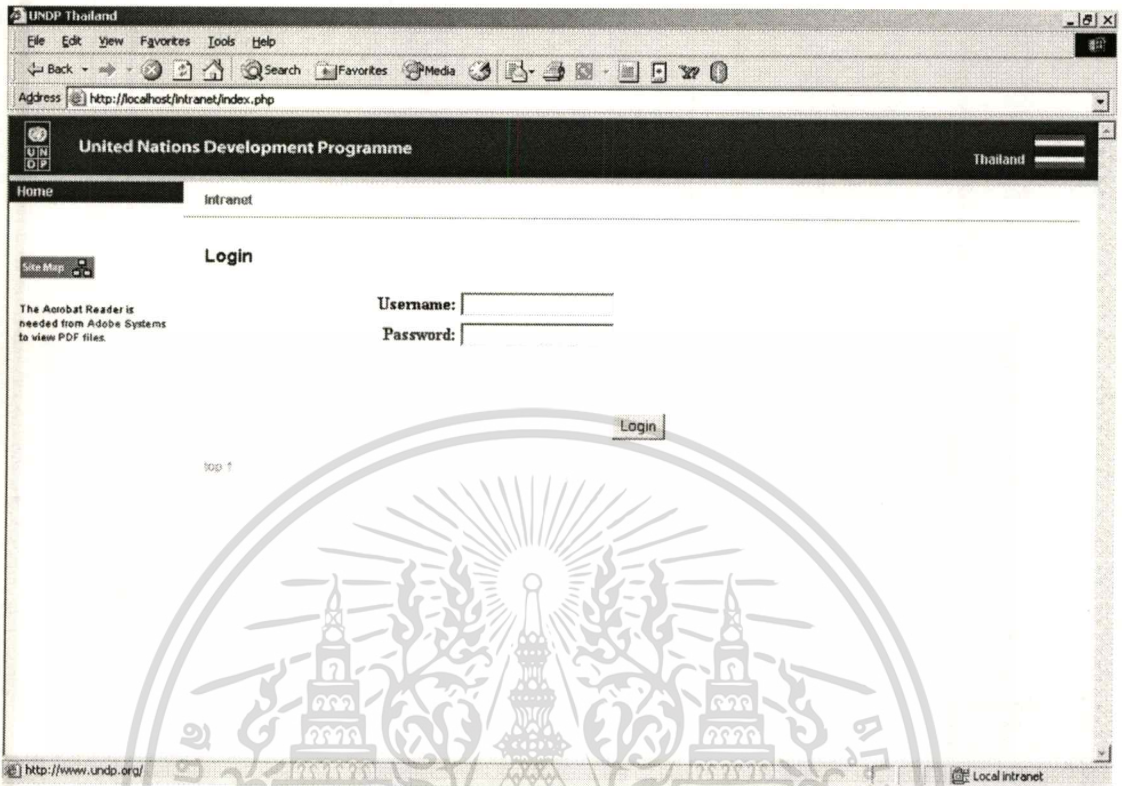 UNDP Thailand
File Edit View Favorites Tools Help
Back Search Favorites Media
Address http://localhost/intranet/index.php
UN
DP
United Nations Development Programme
Thailand
Home
Intranet
Login
Site Map
The Acrobat Reader is
needed from Adobe Systems
to view PDF files.
Username:
Password:
Login
top ↑
http://www.undp.org/
Local intranet